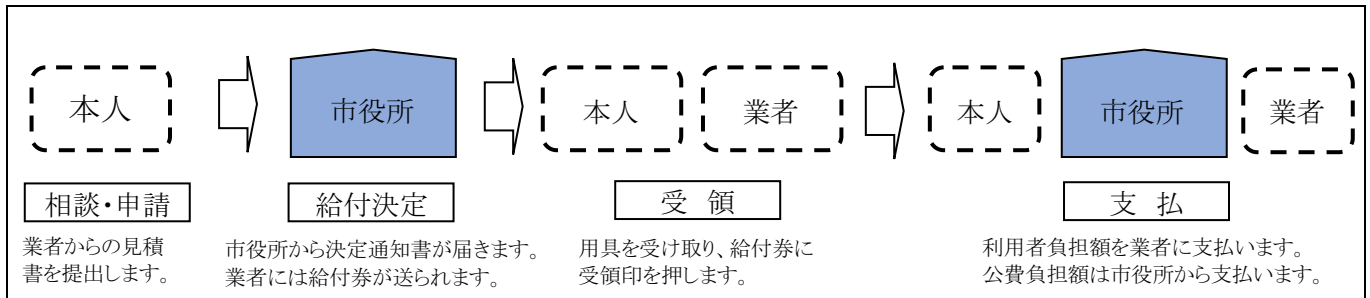 本人
市役所
本人
業者
本人
市役所
業者
相談・申請
給付決定
受 領
支 払
業者からの見積
書を提出します。
市役所から決定通知書が届きます。
業者には給付券が送られます。
用具を受け取り、給付券に
受領印を押します。
利用者負担額を業者に支払います。
公費負担額は市役所から支払います。